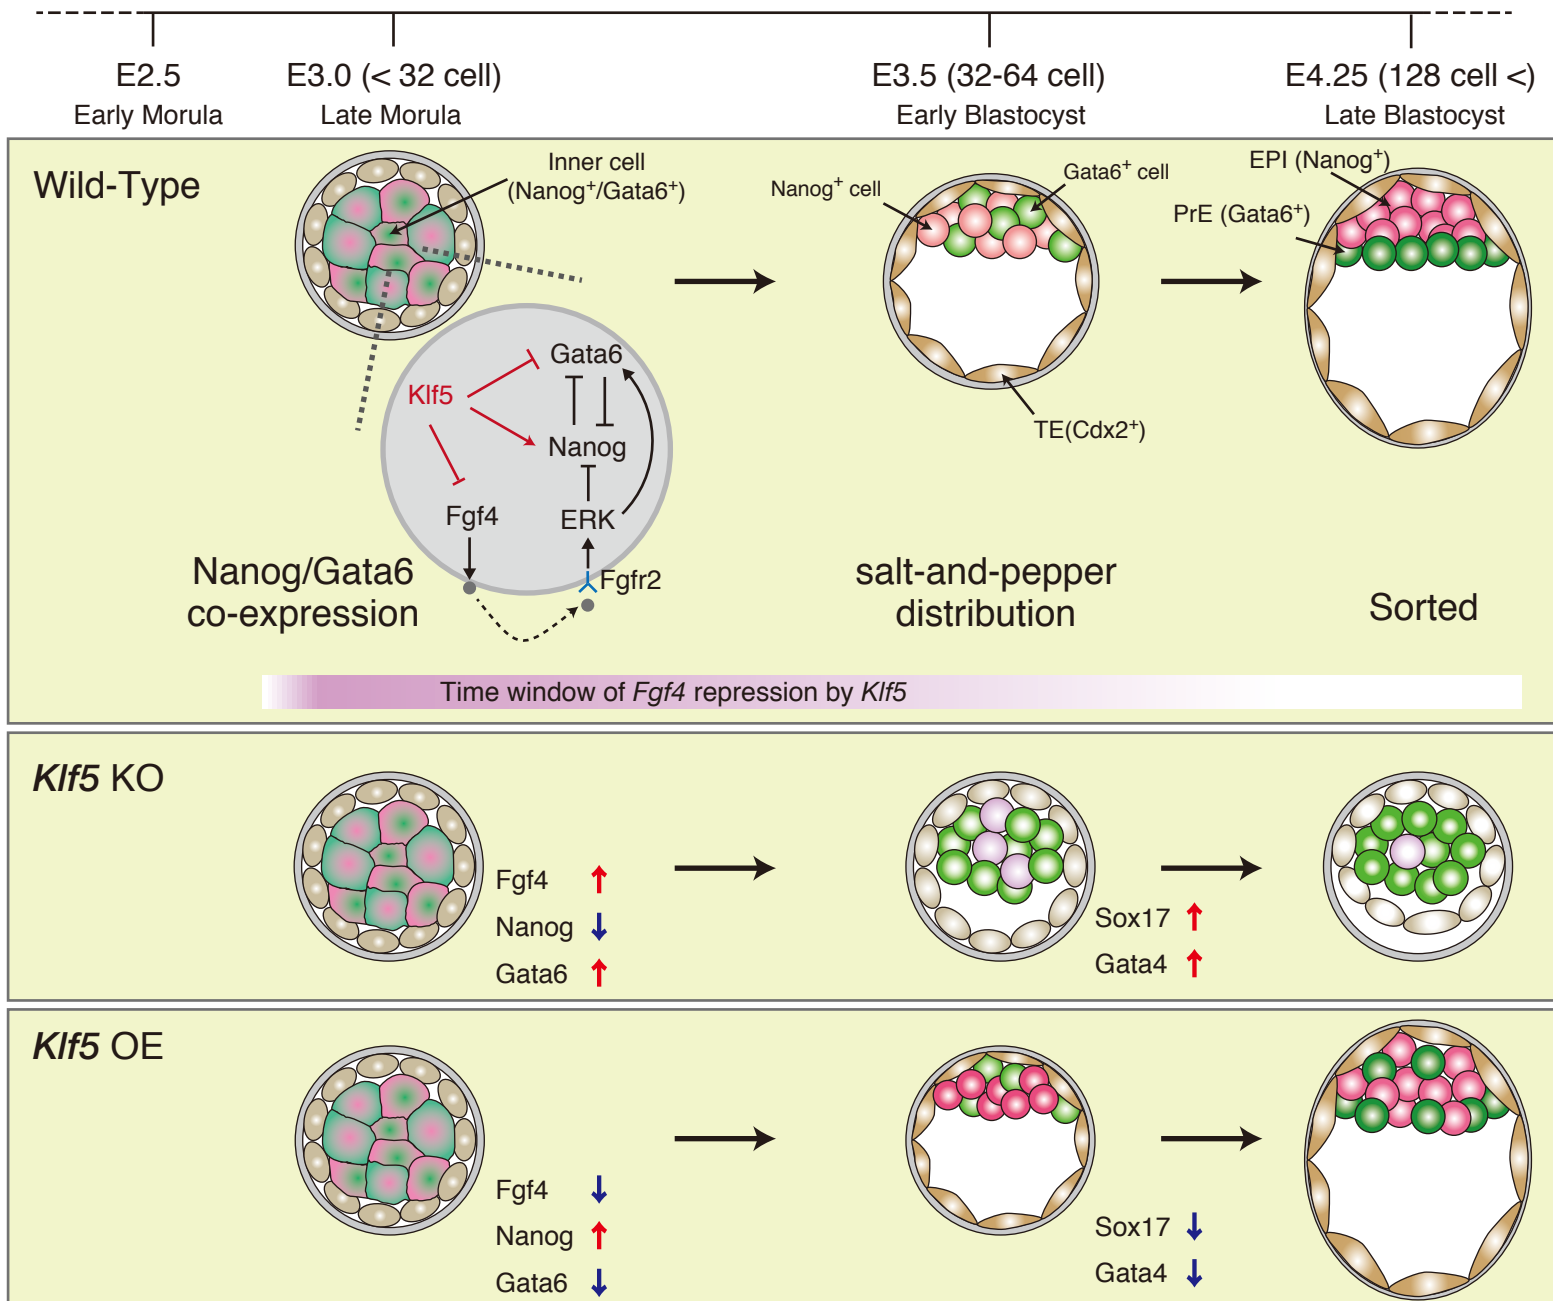 E2.5
Early Morula
E3.0 (< 32 cell)
Late Morula
E3.5 (32-64 cell)
Early Blastocyst
E4.25 (128 cell <)
Late Blastocyst
Wild-Type
Inner cell
(Nanog⁺/Gata6⁺)
Nanog⁺ cell
Gata6⁺ cell
EPI (Nanog⁺)
PrE (Gata6⁺)
TE(Cdx2⁺)
Gata6
Klf5
Nanog
Fgf4
ERK
Fgfr2
Nanog/Gata6
co-expression
salt-and-pepper
distribution
Sorted
Time window of Fgf4 repression by Klf5
Klf5 KO
Fgf4 ↑
Nanog ↓
Gata6 ↑
Sox17 ↑
Gata4 ↑
Klf5 OE
Fgf4 ↓
Nanog ↑
Gata6 ↓
Sox17 ↓
Gata4 ↓